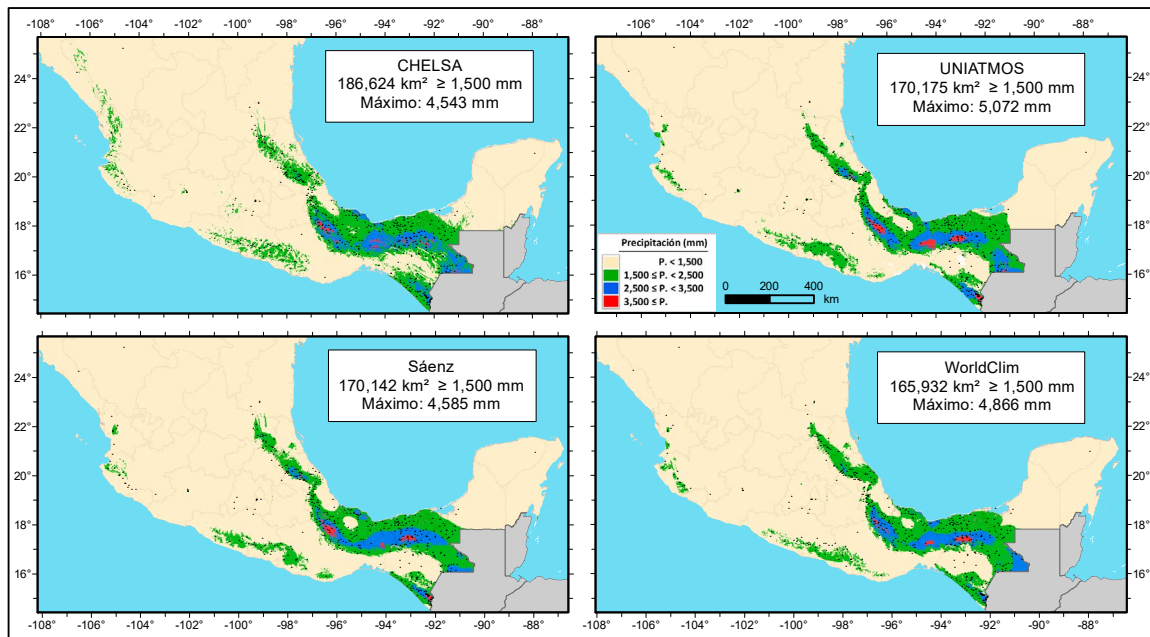 -108 -106 -104 -102 -100 -98 -96 -94 -92 -90 -88
-108 -106 -104 -102 -100 -98 -96 -94 -92 -90 -88
24°
22°
20°
18°
16°
CHELSA
186,624 km² ≥ 1,500 mm
Máximo: 4,543 mm
UNIATMOS
170,175 km² ≥ 1,500 mm
Máximo: 5,072 mm
24°
22°
20°
18°
16°
Precipitación (mm)
P. < 1,500
1,500 ≤ P. < 2,500
2,500 ≤ P. < 3,500
3,500 ≤ P.
0 200 400
km
24°
22°
20°
18°
16°
Sáenz
170,142 km² ≥ 1,500 mm
Máximo: 4,585 mm
WorldClim
165,932 km² ≥ 1,500 mm
Máximo: 4,866 mm
24°
22°
20°
18°
16°
-108 -106 -104 -102 -100 -98 -96 -94 -92 -90 -88
-108 -106 -104 -102 -100 -98 -96 -94 -92 -90 -88